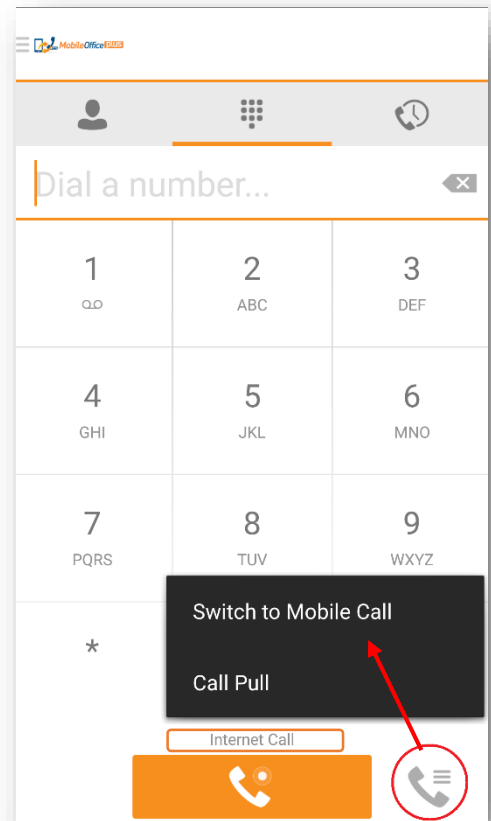 MobileOffice PLUS
Dial a number...
1 2 3
ABC DEF
4 5 6
GHI JKL MNO
7 8 9
PQRS TUV WXYZ
Switch to Mobile Call
*
Call Pull
Internet Call